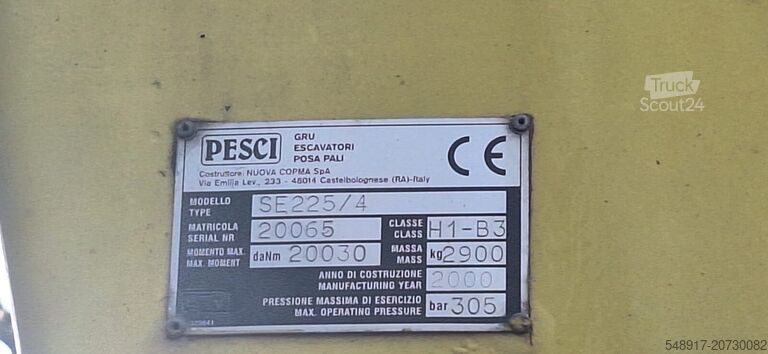 Truck
Scout24
PESCI
GRU
ESCAVATORI
POSA PALI
CE
Costruttore: NUOVA COPMA SpA
Via Emilia Lev., 233 - 48014 Castelbolognese (RA)-Italy
MODELLO
TYPE
SE225/4
MATRICOLA
SERIAL NR
20065
CLASSE
CLASS
H1-B3
MOMENTO MAX.
MAX. MOMENT
daNm 20030
MASSA
MASS
kg 2900
ANNO DI COSTRUZIONE
MANUFACTURING YEAR
2000
PRESSIONE MASSIMA DI ESERCIZIO
MAX. OPERATING PRESSURE
bar 305
548917-20730082